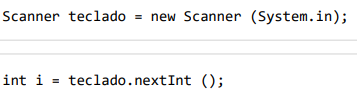 Scanner teclado = new Scanner (System.in);
int i = teclado.nextInt ();